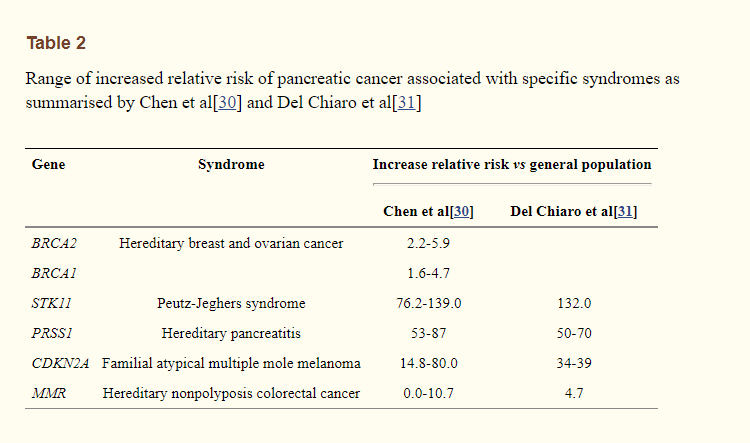 Table 2
Range of increased relative risk of pancreatic cancer associated with specific syndromes as
summarised by Chen et al[30] and Del Chiaro et al[31]
Gene Syndrome Increase relative risk vs general population
Chen et al[30] Del Chiaro et al[31]
BRCA2 Hereditary breast and ovarian cancer 2.2-5.9
BRCA1 1.6-4.7
STK11 Peutz-Jeghers syndrome 76.2-139.0 132.0
PRSS1 Hereditary pancreatitis 53-87 50-70
CDKN2A Familial atypical multiple mole melanoma 14.8-80.0 34-39
MMR Hereditary nonpolyposis colorectal cancer 0.0-10.7 4.7